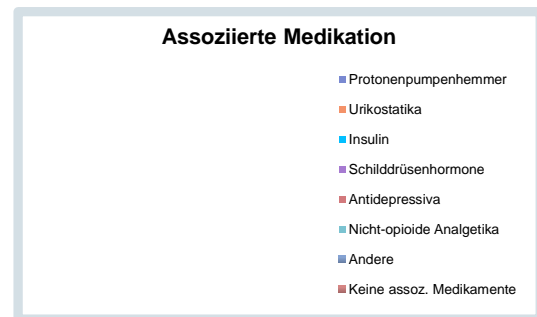 Assoziierte Medikation
Protonenpumpenhemmer
Urikostatika
Insulin
Schilddrüsenhormone
Antidepressiva
Nicht-opioide Analgetika
Andere
Keine assoz. Medikamente